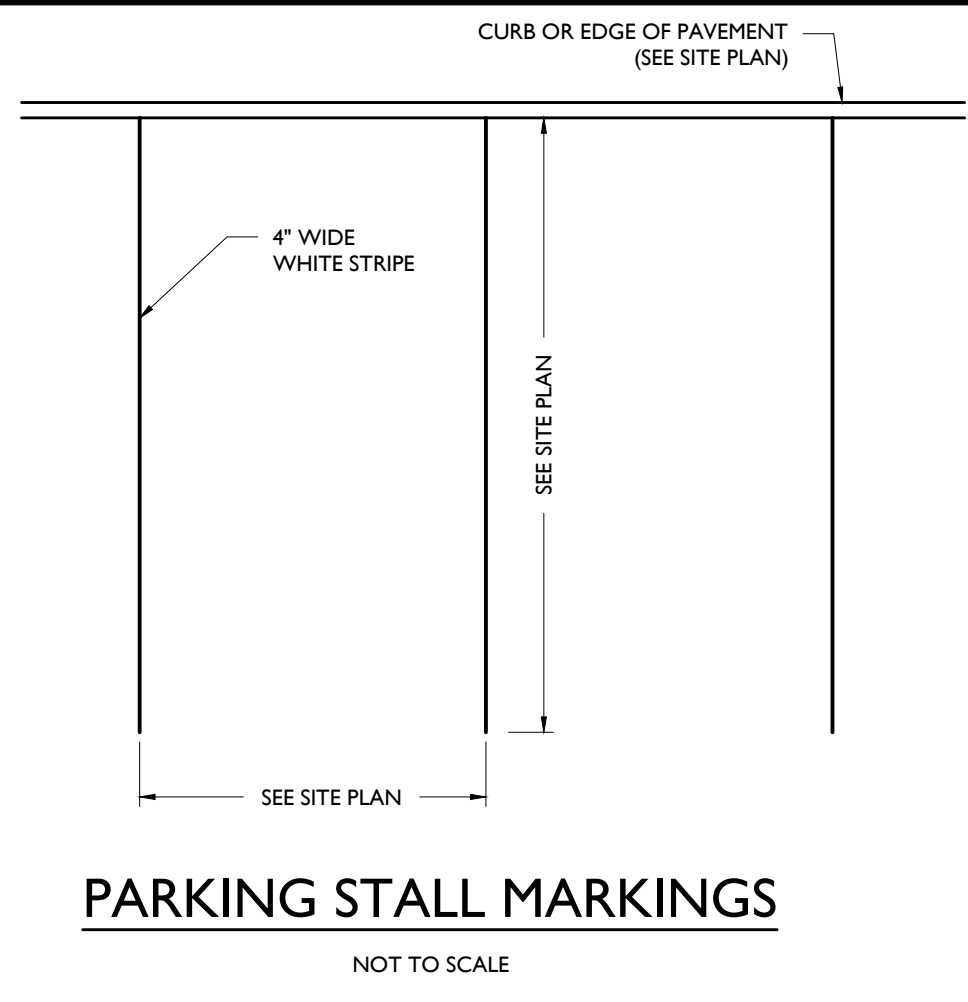 CURB OR EDGE OF PAVEMENT
(SEE SITE PLAN)
4" WIDE
WHITE STRIPE
SEE SITE PLAN
SEE SITE PLAN
PARKING STALL MARKINGS
NOT TO SCALE